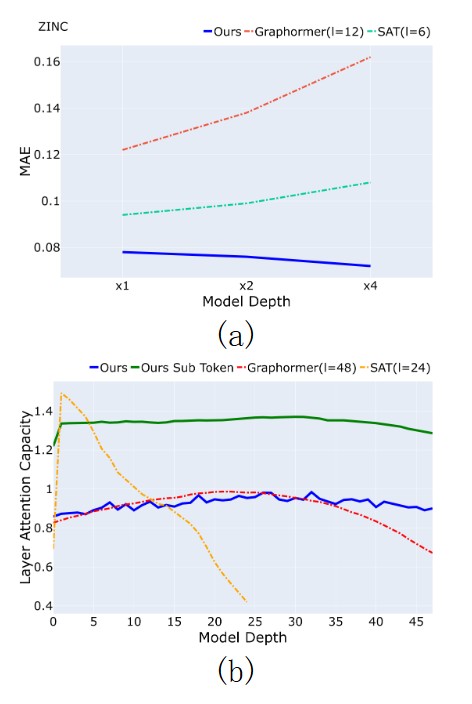 ZINC
Ours Graphormer(l=12) SAT(l=6)
0.16
0.14
0.12
0.1
0.08
MAE
x1 x2 x4
Model Depth
(a)
Ours Ours Sub Token Graphormer(l=48) SAT(l=24)
1.4
1.2
1
0.8
0.6
0.4
Layer Attention Capacity
0 5 10 15 20 25 30 35 40 45
Model Depth
(b)